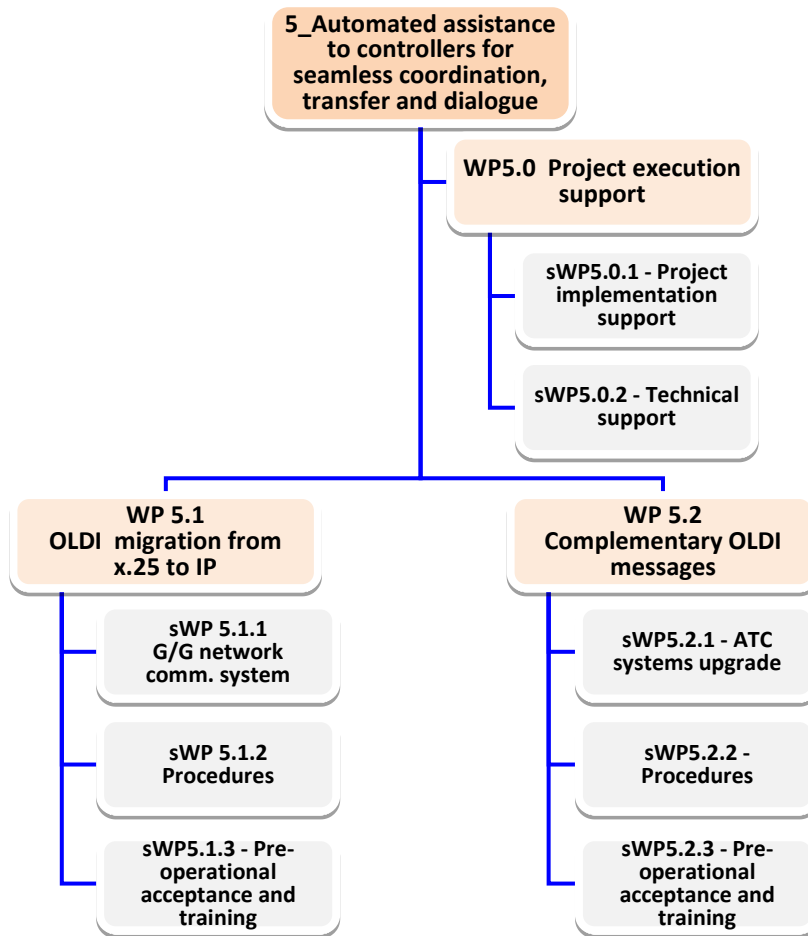 5_Automated assistance
to controllers for
seamless coordination,
transfer and dialogue
WP5.0 Project execution
support
sWP5.0.1 - Project
implementation
support
sWP5.0.2 - Technical
support
WP 5.1
OLDI migration from
x.25 to IP
sWP 5.1.1
G/G network
comm. system
sWP 5.1.2
Procedures
sWP5.1.3 - Pre-
operational
acceptance and
training
WP 5.2
Complementary OLDI
messages
sWP5.2.1 - ATC
systems upgrade
sWP5.2.2 -
Procedures
sWP5.2.3 - Pre-
operational
acceptance and
training